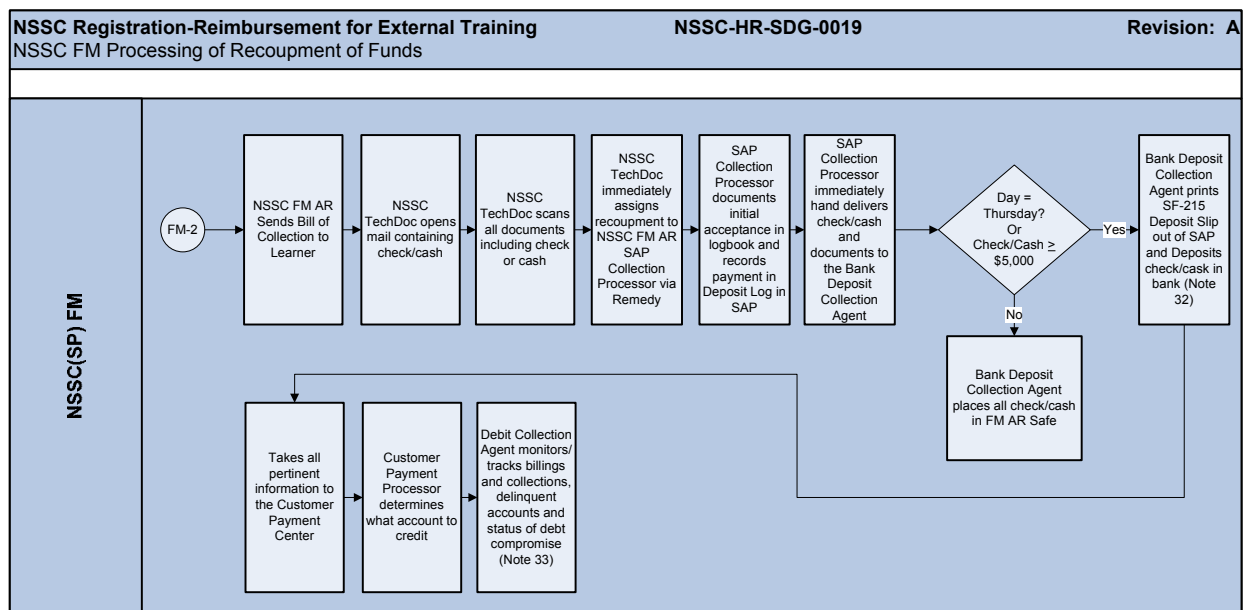 NSSC Registration-Reimbursement for External Training NSSC-HR-SDG-0019 Revision: A
NSSC FM Processing of Recoupment of Funds
NSSC(SP) FM
FM-2
NSSC FM AR
Sends Bill of
Collection to
Learner
NSSC
TechDoc opens
mail containing
check/cash
NSSC
TechDoc scans
all documents
including check
or cash
NSSC
TechDoc
immediately
assigns
recoupment to
NSSC FM AR
SAP
Collection
Processor via
Remedy
SAP
Collection
Processor
documents
initial
acceptance in
logbook and
records
payment in
Deposit Log in
SAP
SAP
Collection
Processor
immediately
hand delivers
check/cash
and
documents to
the Bank
Deposit
Collection
Agent
Day =
Thursday?
Or
Check/Cash ≥
$5,000
Yes
Bank Deposit
Collection
Agent prints
SF-215
Deposit Slip
out of SAP
and Deposits
check/cask in
bank (Note
32)
No
Bank Deposit
Collection Agent
places all check/cash
in FM AR Safe
Takes all
pertinent
information to
the Customer
Payment
Center
Customer
Payment
Processor
determines
what account to
credit
Debit Collection
Agent monitors/
tracks billings
and collections,
delinquent
accounts and
status of debt
compromise
(Note 33)